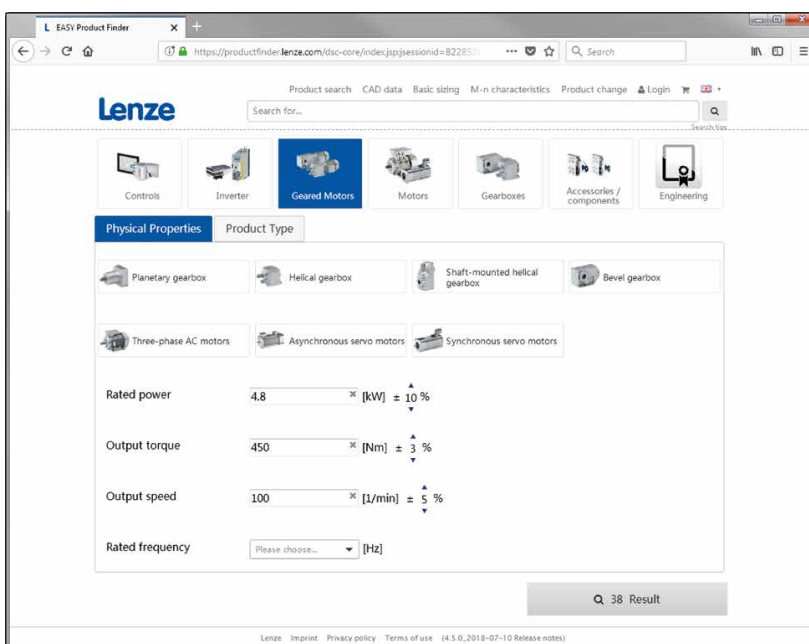 L EASY Product Finder
https://productfinder.lenze.com/dsc-core/index.jsp;jsessionid=82285
Search
Product search CAD data Basic sizing M-n characteristics Product change Login
Lenze
Search for...
Search tips
Controls
Inverter
Geared Motors
Motors
Gearboxes
Accessories /
components
Engineering
Physical Properties
Product Type
Planetary gearbox
Helical gearbox
Shaft-mounted helical
gearbox
Bevel gearbox
Three-phase AC motors
Asynchronous servo motors
Synchronous servo motors
Rated power 4.8 [kW] ± 10 %
Output torque 450 [Nm] ± 3 %
Output speed 100 [1/min] ± 5 %
Rated frequency Please choose... [Hz]
38 Result
Lenze Imprint Privacy policy Terms of use (4.5.0_2018-07-10 Release notes)